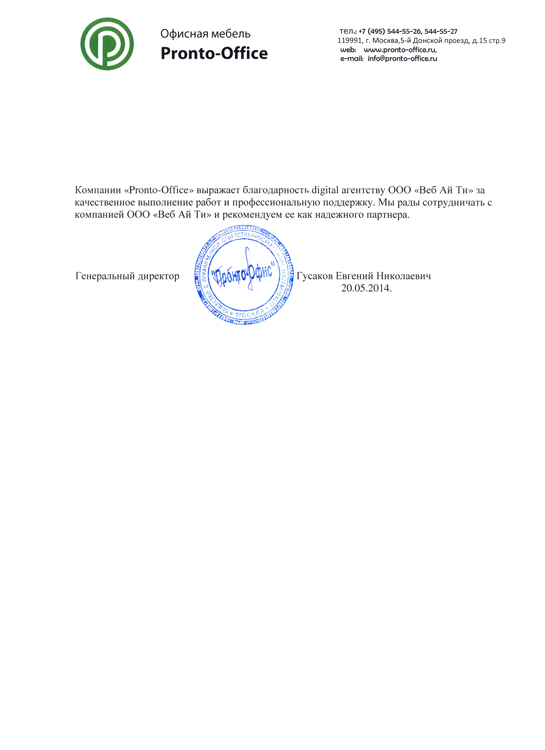 Офисная мебель
Pronto-Office
тел.: +7 (495) 544-55-26, 544-55-27
119991, г. Москва,5-й Донской проезд, д.15 стр.9
web: www.pronto-office.ru,
e-mail: info@pronto-office.ru
Компании «Pronto-Office» выражает благодарность digital агентству ООО «Веб Ай Ти» за
качественное выполнение работ и профессиональную поддержку. Мы рады сотрудничать с
компанией ООО «Веб Ай Ти» и рекомендуем ее как надежного партнера.
Генеральный директор
"Пронто-Офис"
МОСКВА
Гусаков Евгений Николаевич
20.05.2014.